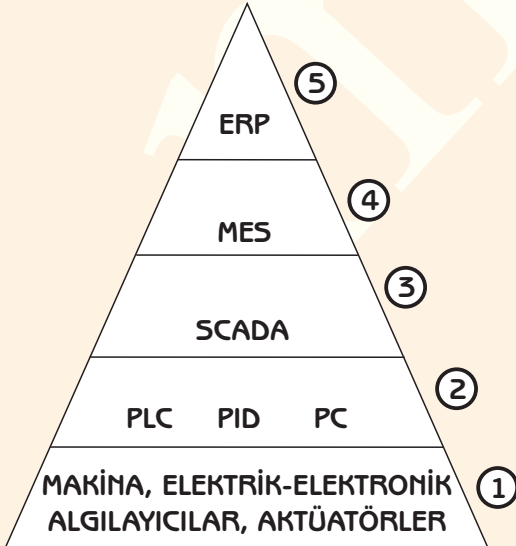 5
ERP
4
MES
3
SCADA
2
PLC PID PC
MAKİNA, ELEKTRİK-ELEKTRONİK 1
ALGILAYICILAR, AKTÜATÖRLER